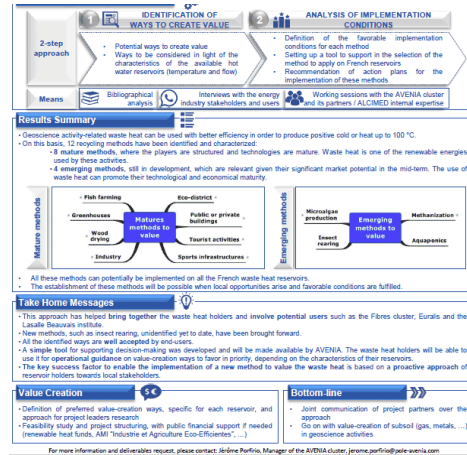 1
IDENTIFICATION OF
WAYS TO CREATE VALUE
2
ANALYSIS OF IMPLEMENTATION
CONDITIONS
2-step
approach
• Potential ways to create value
• Ways to be considered in light of the
characteristics of the available hot
water reservoirs (temperature and flow)
• Definition of the favorable implementation
conditions for each method
• Setting up a tool to support in the selection of the
method to apply on French reservoirs
• Recommendation of action plans for the
implementation of these methods
Means
Bibliographical
analysis
Interviews with the energy
industry stakeholders and users
Working sessions with the AVENIA cluster
and its partners / ALCIMED internal expertise
Results Summary
• Geoscience activity-related waste heat can be used with better efficiency in order to produce positive cold or heat up to 100 °C.
• On this basis, 12 recycling methods have been identified and characterized:
• 8 mature methods, where the players are structured and technologies are mature. Waste heat is one of the renewable energies
used by these activities.
• 4 emerging methods, still in development, which are relevant given their significant market potential in the mid-term. The use of
waste heat can promote their technological and economical maturity.
Mature methods
Fish farming
Greenhouses
Wood
drying
Industry
Matures
methods to
value
Eco-district
Public or private
buildings
Tourist activities
Sports infrastructures
Emerging methods
Microalgae
production
Insect
rearing
Emerging
methods to
value
Methanization
Aquaponics
• All these methods can potentially be implemented on all the French waste heat reservoirs.
• The establishment of these methods will be possible when local opportunities arise and favorable conditions are fulfilled.
Take Home Messages
• This approach has helped bring together the waste heat holders and involve potential users such as the Fibres cluster, Euralis and the
Lasalle Beauvais institute.
• New methods, such as insect rearing, unidentified yet to date, have been brought forward.
• All the identified ways are well accepted by end-users.
• A simple tool for supporting decision-making was developed and will be made available by AVENIA. The waste heat holders will be able to
use it for operational guidance on value-creation ways to favor in priority, depending on the characteristics of their reservoirs.
• The key success factor to enable the implementation of a new method to value the waste heat is based on a proactive approach of
reservoir holders towards local stakeholders.
Value Creation
$ €
• Definition of preferred value-creation ways, specific for each reservoir, and
approach for project leaders research
• Feasibility study and project structuring, with public financial support if needed
(renewable heat funds, AMI "Industrie et Agriculture Eco-Efficientes", ...)
Bottom-line
• Joint communication of project partners over the
approach
• Go on with value-creation of subsoil (gas, metals, ...)
in geoscience activities.
For more information and deliverables request, please contact: Jérôme Porfirio, Manager of the AVENIA cluster, jerome.porfirio@pole-avenia.com